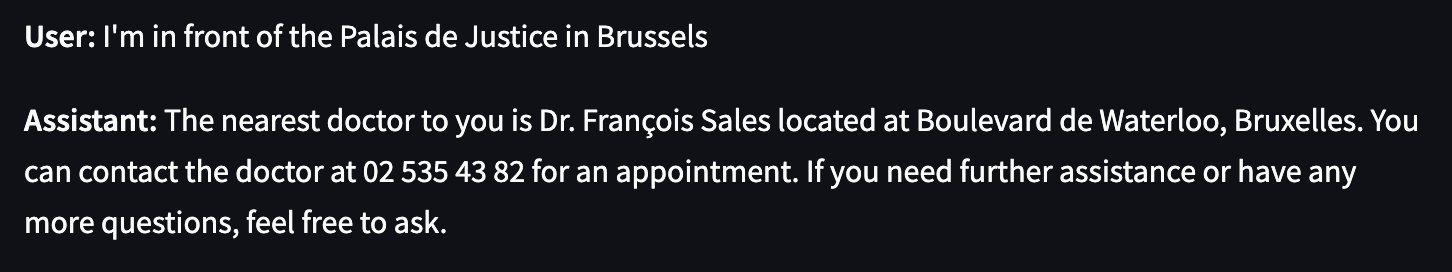 User: I'm in front of the Palais de Justice in Brussels
Assistant: The nearest doctor to you is Dr. François Sales located at Boulevard de Waterloo, Bruxelles. You
can contact the doctor at 02 535 43 82 for an appointment. If you need further assistance or have any
more questions, feel free to ask.